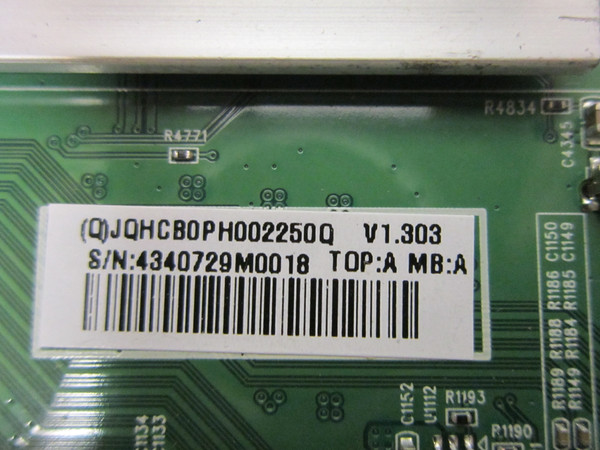 R4834
C4345
R4771
(Q)JQHCB0PH002250Q V1.303
S/N:4340729M0018 TOP:A MB:A
C1150
C1149
R1186
R1185
R1188
R1184
R1189
R1149
C1152
U1112
R1193
R1190
C1134
C1133